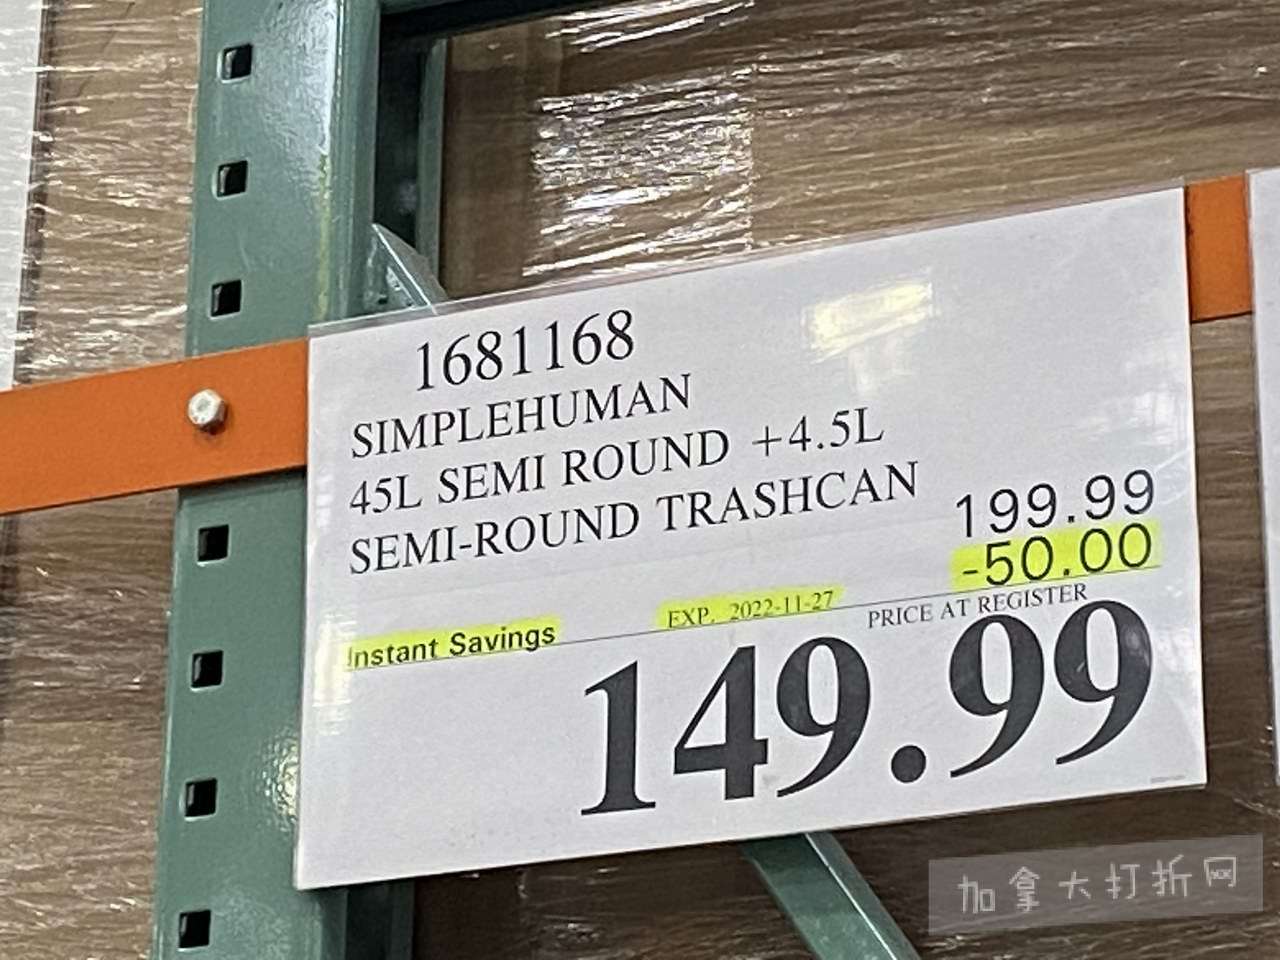 1681168
SIMPLEHUMAN
45L SEMI ROUND +4.5L
SEMI-ROUND TRASHCAN
199.99
-50.00
Instant Savings
EXP. 2022-11-27
PRICE AT REGISTER
149.99
加拿大打折网